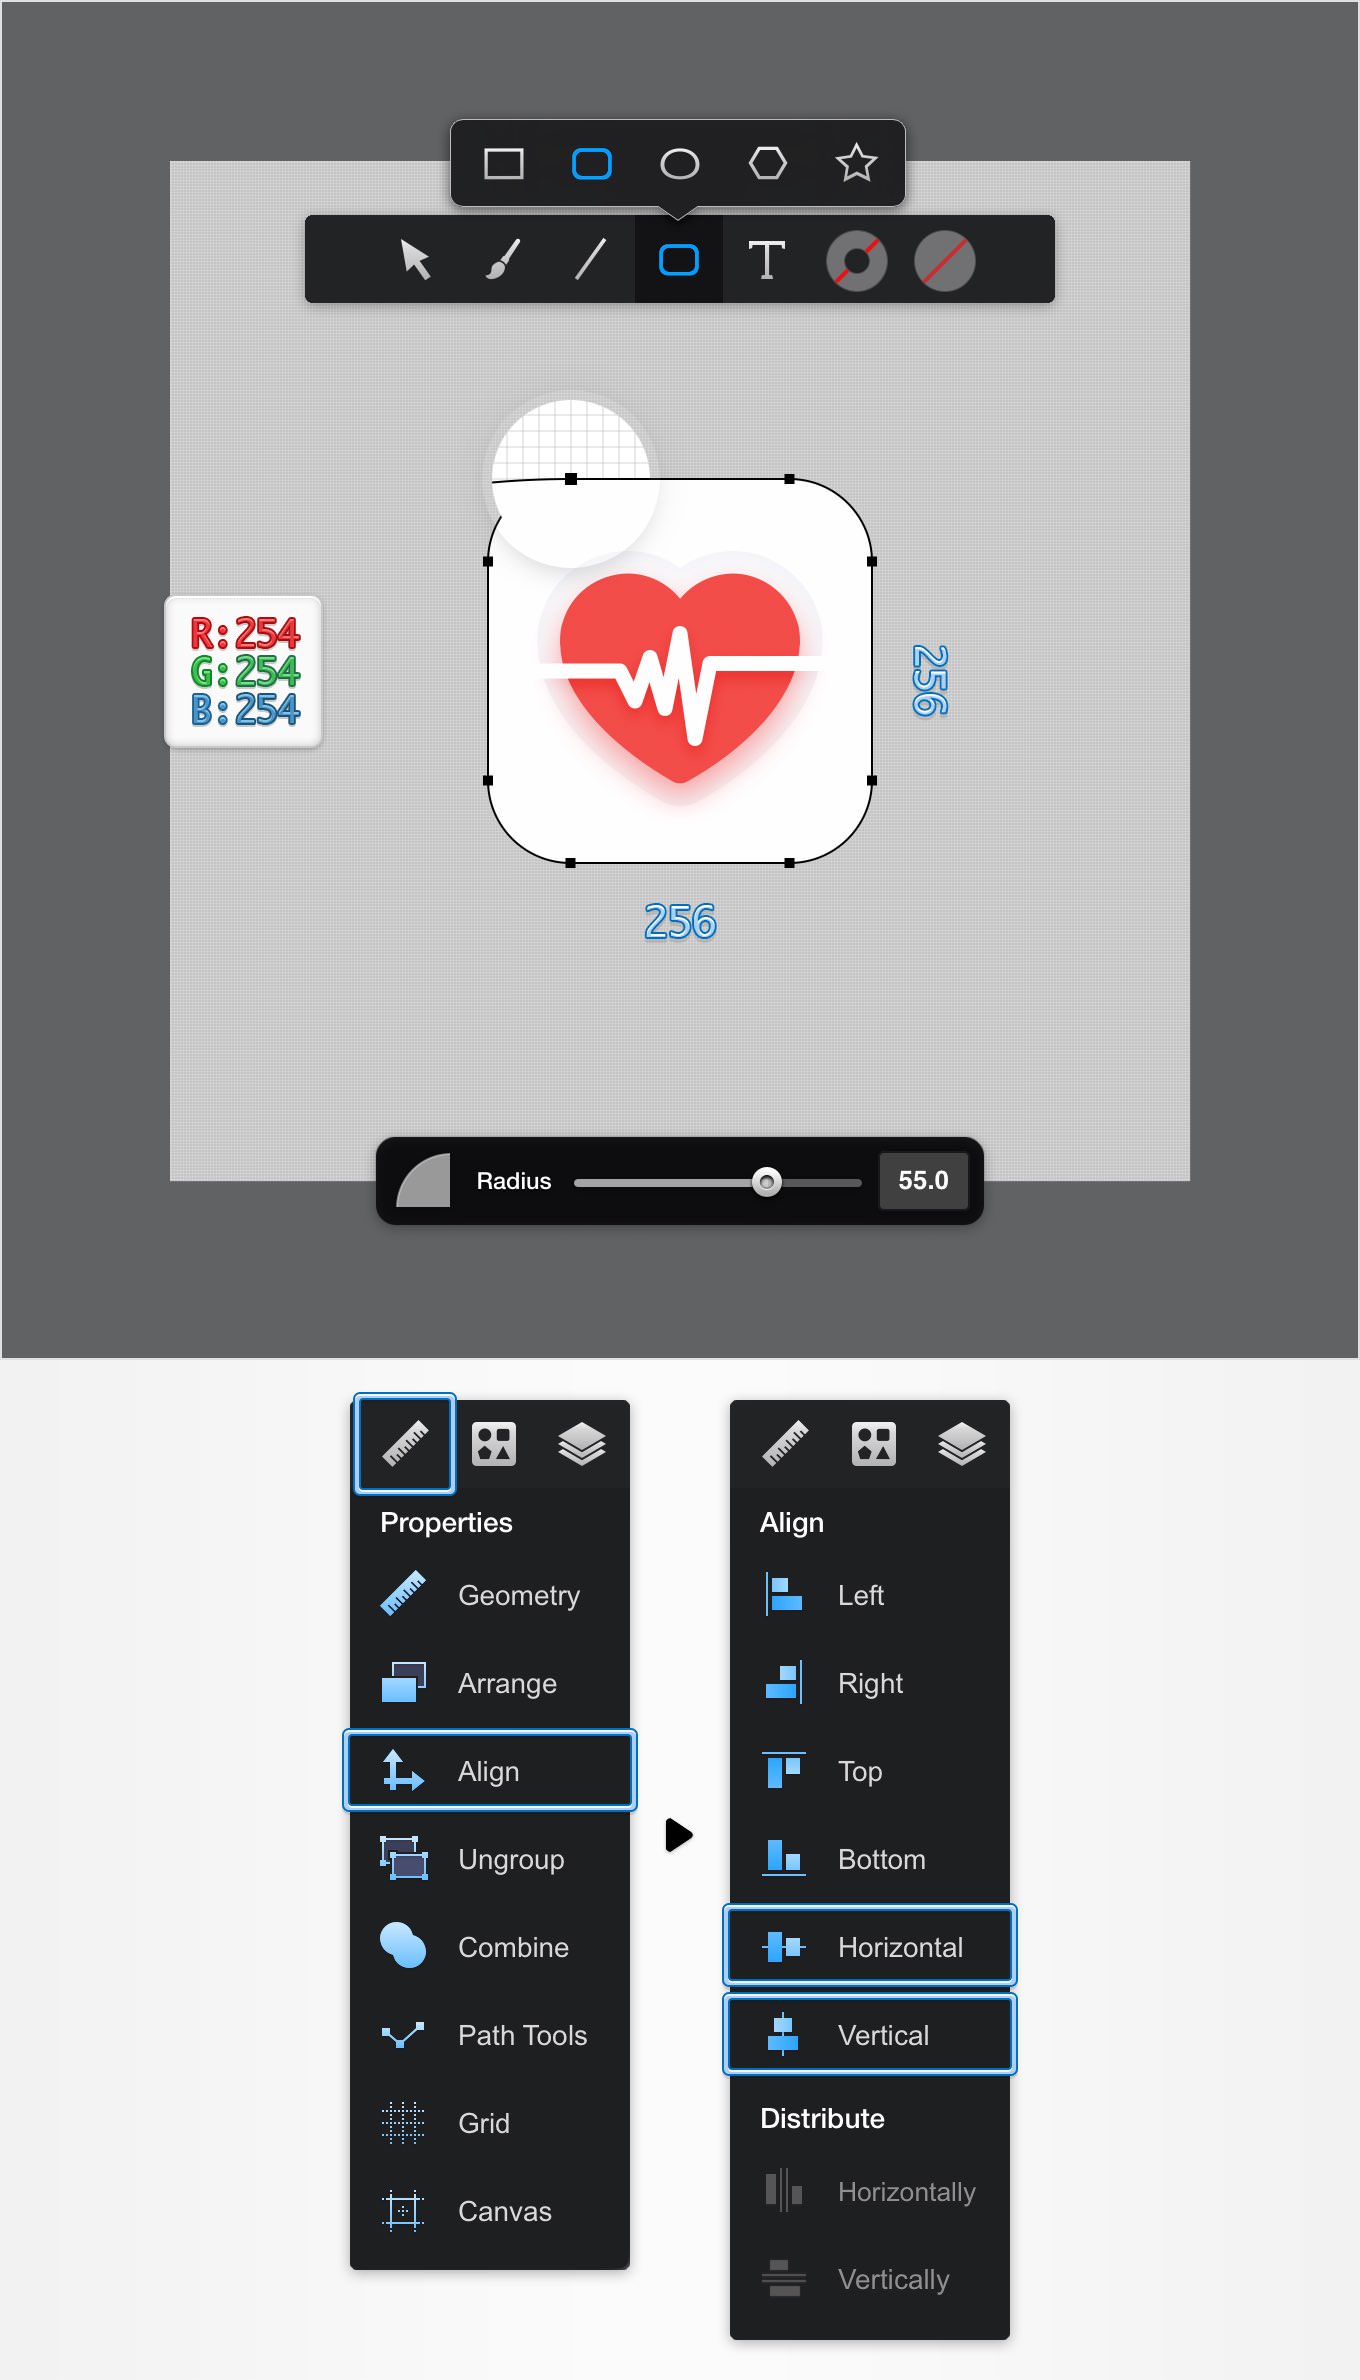 R:254
G:254
B:254
256
256
Radius
55.0
Properties
Geometry
Arrange
Align
Ungroup
Combine
Path Tools
Grid
Canvas
Align
Left
Right
Top
Bottom
Horizontal
Vertical
Distribute
Horizontally
Vertically